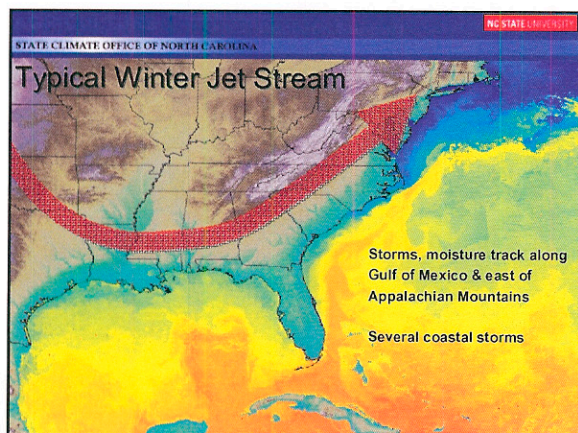 NC STATE UNIVERSITY
STATE CLIMATE OFFICE OF NORTH CAROLINA
Typical Winter Jet Stream
Storms, moisture track along
Gulf of Mexico & east of
Appalachian Mountains
Several coastal storms